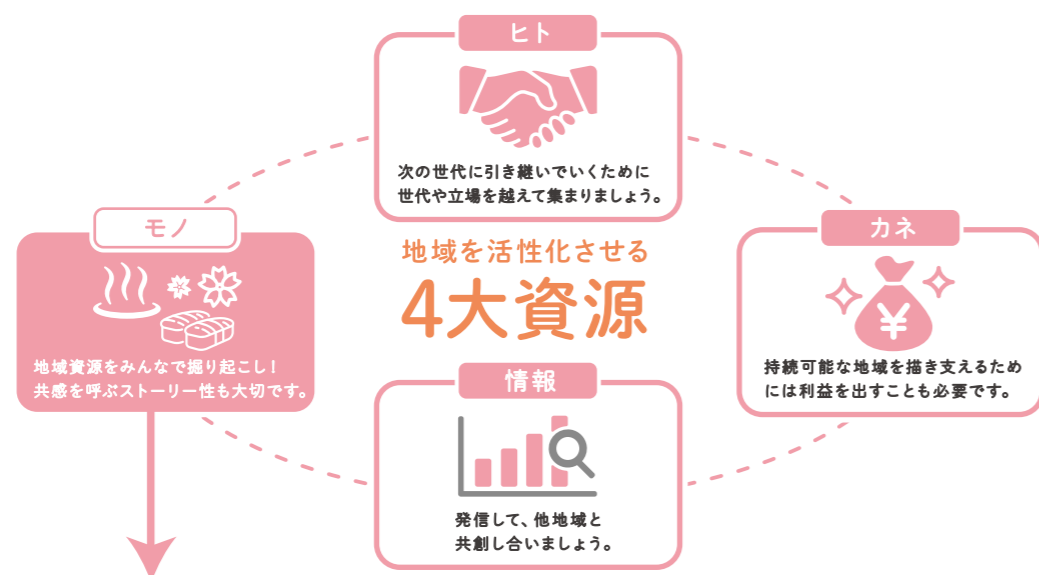 ヒト
次の世代に引き継いでいくために
世代や立場を越えて集まりましょう。
モノ
地域資源をみんなで掘り起こし!
共感を呼ぶストーリー性も大切です。
地域を活性化させる
4大資源
カネ
¥
持続可能な地域を描き支えるため
には利益を出すことも必要です。
情報
発信して、他地域と
共創し合いましょう。